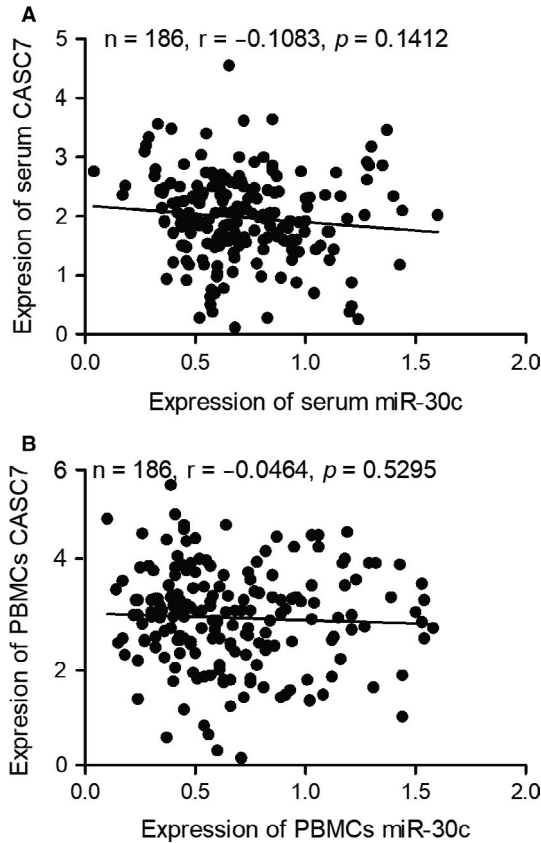 A
n = 186, r = −0.1083, p = 0.1412
5
4
3
2
1
0
0.0 0.5 1.0 1.5 2.0
Expresion of serum CASC7
Expression of serum miR−30c
B
n = 186, r = −0.0464, p = 0.5295
6
4
2
0
0.0 0.5 1.0 1.5 2.0
Expresion of PBMCs CASC7
Expression of PBMCs miR−30c